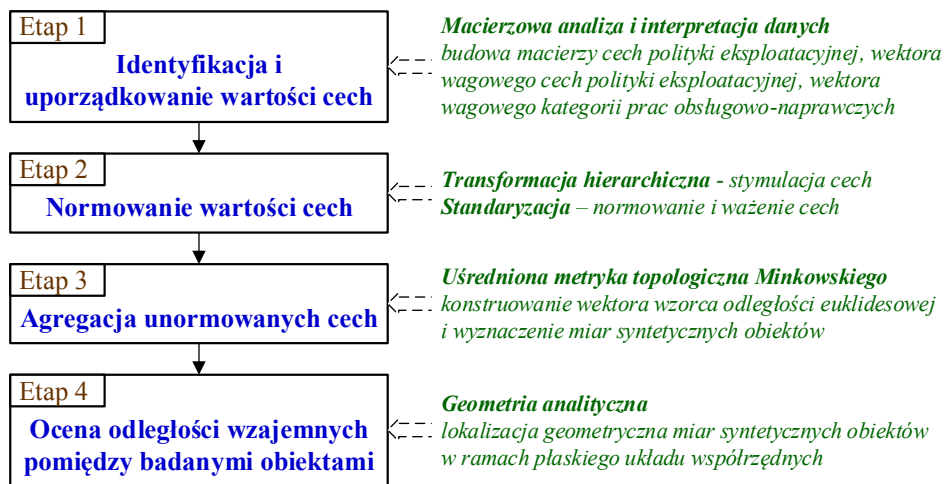 Etap 1
Identyfikacja i
uporządkowanie wartości cech
Macierzowa analiza i interpretacja danych
budowa macierzy cech polityki eksploatacyjnej, wektora
wagowego cech polityki eksploatacyjnej, wektora
wagowego kategorii prac obsługowo-naprawczych
Etap 2
Normowanie wartości cech
Transformacja hierarchiczna - stymulacja cech
Standaryzacja – normowanie i ważenie cech
Etap 3
Agregacja unormowanych cech
Uśredniona metryka topologiczna Minkowskiego
konstruowanie wektora wzorca odległości euklidesowej
i wyznaczenie miar syntetycznych obiektów
Etap 4
Ocena odległości wzajemnych
pomiędzy badanymi obiektami
Geometria analityczna
lokalizacja geometryczna miar syntetycznych obiektów
w ramach płaskiego układu współrzędnych